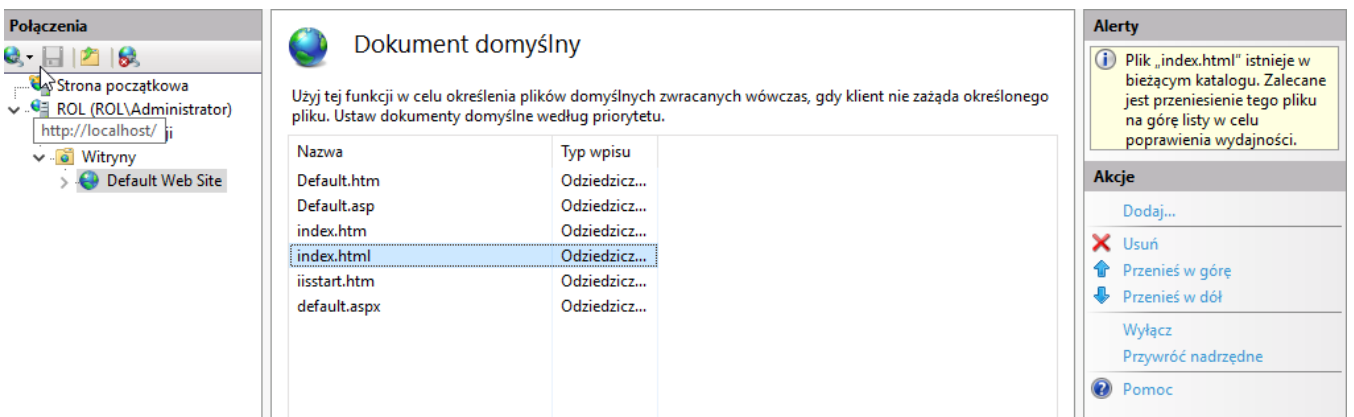 Połączenia
Strona początkowa
ROL (ROL\Administrator)
http://localhost/
ji
Witryny
Default Web Site
Dokument domyślny
Użyj tej funkcji w celu określenia plików domyślnych zwracanych wówczas, gdy klient nie zażąda określonego
pliku. Ustaw dokumenty domyślne według priorytetu.
Nazwa Typ wpisu
Default.htm Odziedzicz...
Default.asp Odziedzicz...
index.htm Odziedzicz...
index.html Odziedzicz...
iisstart.htm Odziedzicz...
default.aspx Odziedzicz...
Alerty
Plik „index.html” istnieje w
bieżącym katalogu. Zalecane
jest przeniesienie tego pliku
na górę listy w celu
poprawienia wydajności.
Akcje
Dodaj...
Usuń
Przenieś w górę
Przenieś w dół
Wyłącz
Przywróć nadrzędne
Pomoc